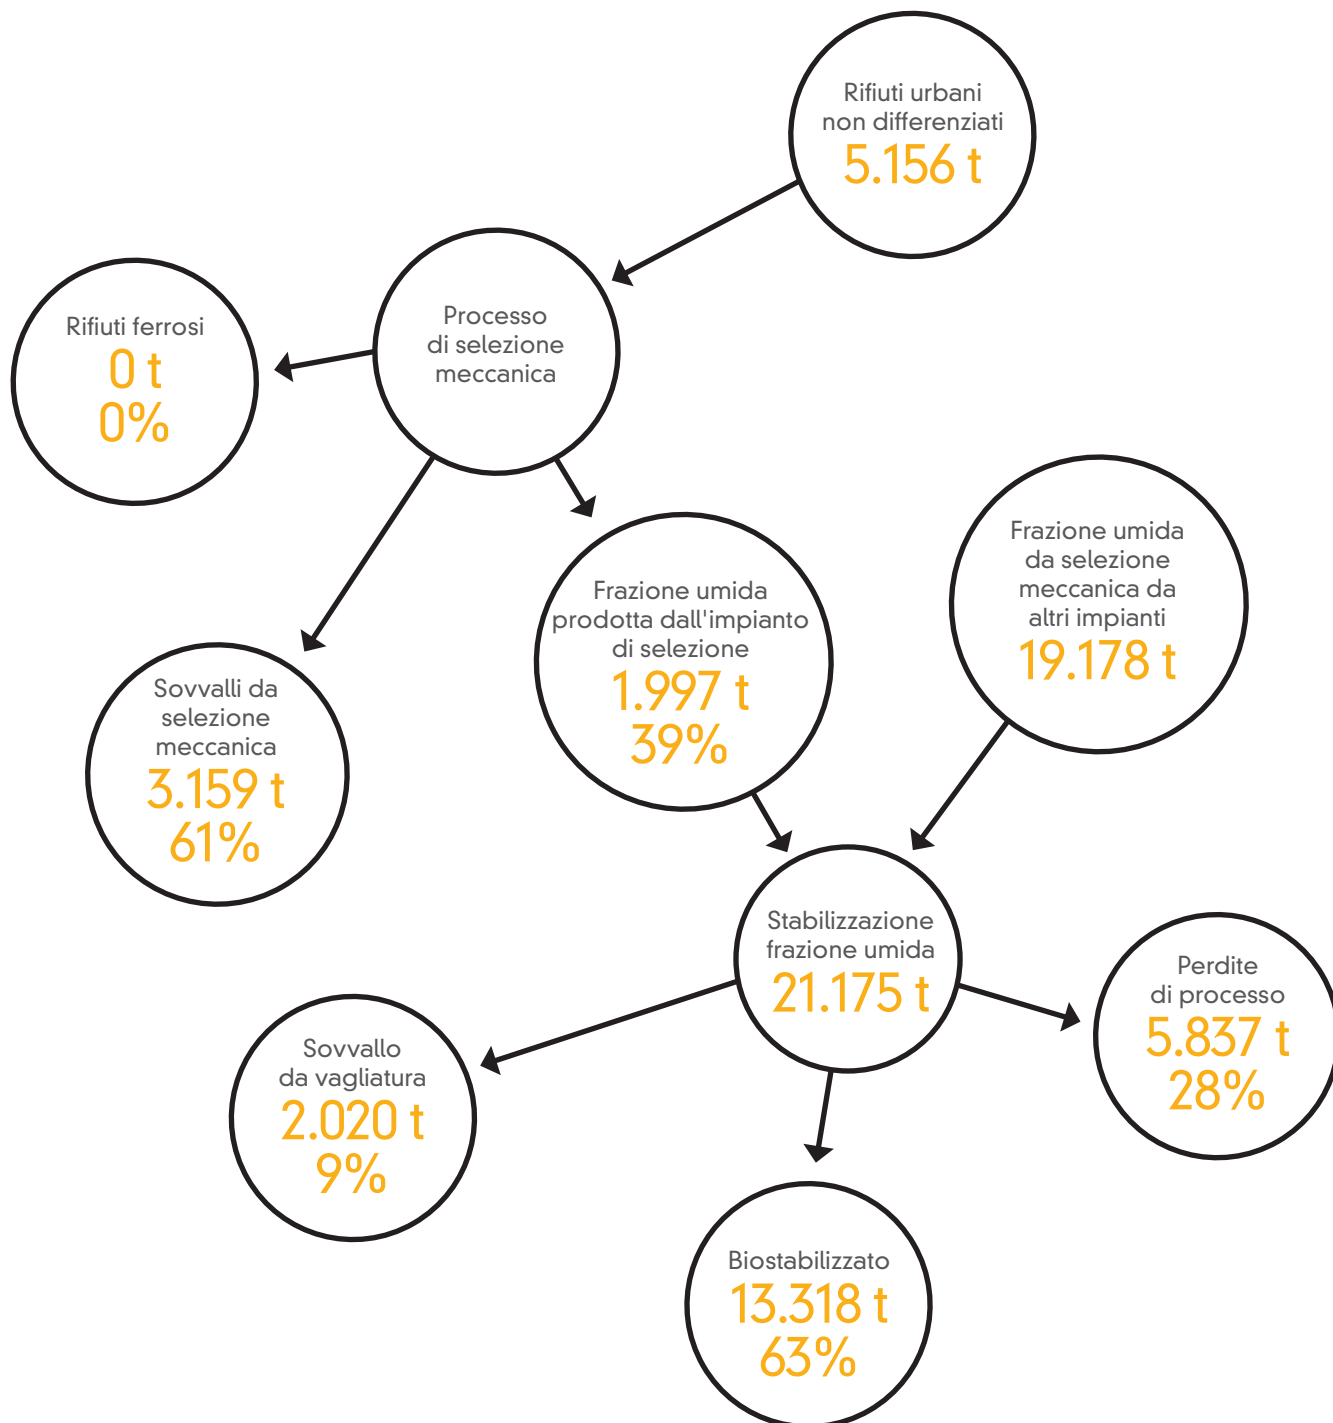 Rifiuti urbani
non differenziati
5.156 t
Processo
di selezione
meccanica
Rifiuti ferrosi
0 t
0%
Frazione umida
da selezione
meccanica da
altri impianti
19.178 t
Frazione umida
prodotta dall'impianto
di selezione
1.997 t
39%
Sovvalli da
selezione
meccanica
3.159 t
61%
Stabilizzazione
frazione umida
21.175 t
Perdite
di processo
5.837 t
28%
Sovvallo
da vagliatura
2.020 t
9%
Biostabilizzato
13.318 t
63%